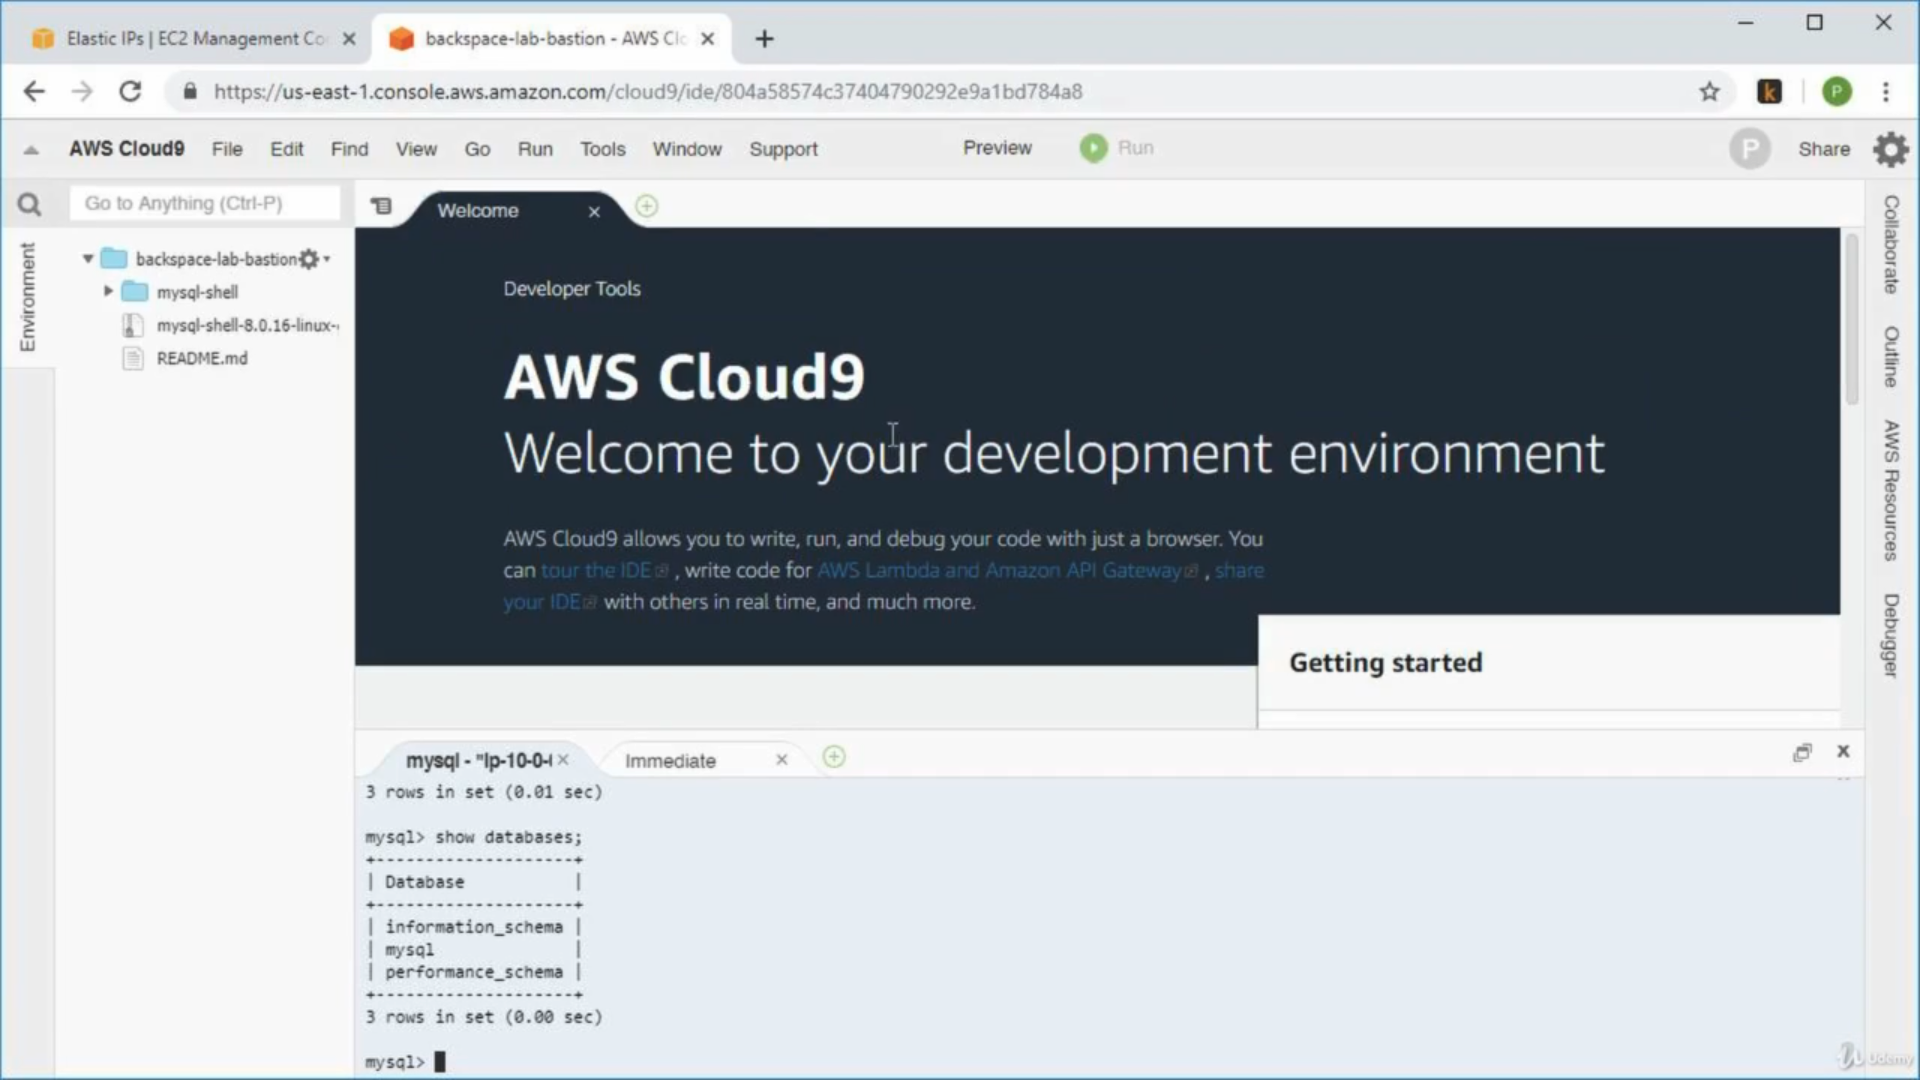 Elastic IPs | EC2 Management Co
backspace-lab-bastion - AWS Clo
https://us-east-1.console.aws.amazon.com/cloud9/ide/804a58574c37404790292e9a1bd784a8
k
P
AWS Cloud9 File Edit Find View Go Run Tools Window Support Preview Run P Share
Go to Anything (Ctrl-P)
Welcome
Environment
backspace-lab-bastion
mysql-shell
mysql-shell-8.0.16-linux-
README.md
Developer Tools
AWS Cloud9
Welcome to your development environment
AWS Cloud9 allows you to write, run, and debug your code with just a browser. You
can tour the IDE , write code for AWS Lambda and Amazon API Gateway , share
your IDE with others in real time, and much more.
Getting started
Collaborate
Outline
AWS Resources
Debugger
mysql - "ip-10-0-
Immediate
3 rows in set (0.01 sec)
mysql> show databases;
+--------------------+
| Database           |
+--------------------+
| information_schema |
| mysql              |
| performance_schema |
+--------------------+
3 rows in set (0.00 sec)
mysql>
Udemy